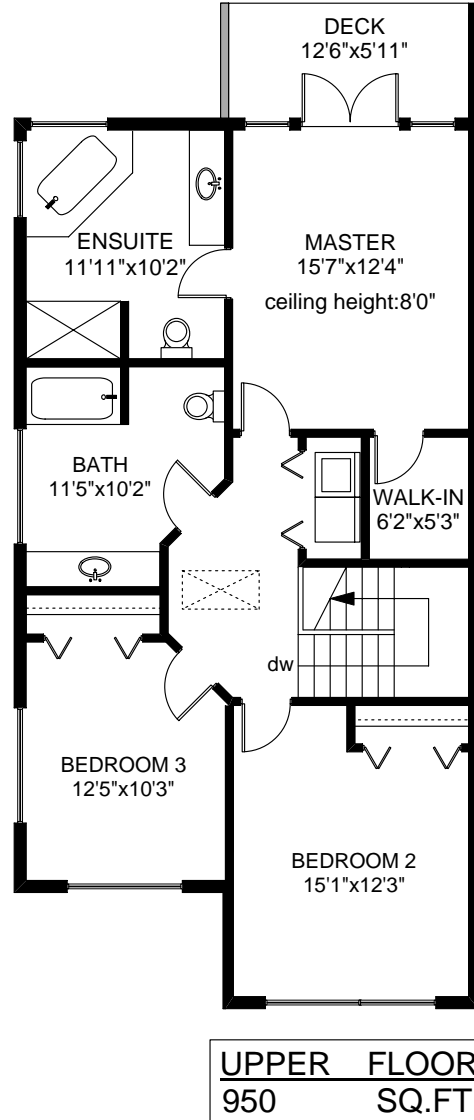 DECK
12'6"x5'11"
ENSUITE
11'11"x10'2"
MASTER
15'7"x12'4"
ceiling height:8'0"
BATH
11'5"x10'2"
WALK-IN
6'2"x5'3"
dw
BEDROOM 3
12'5"x10'3"
BEDROOM 2
15'1"x12'3"
UPPER FLOOR
950 SQ.FT